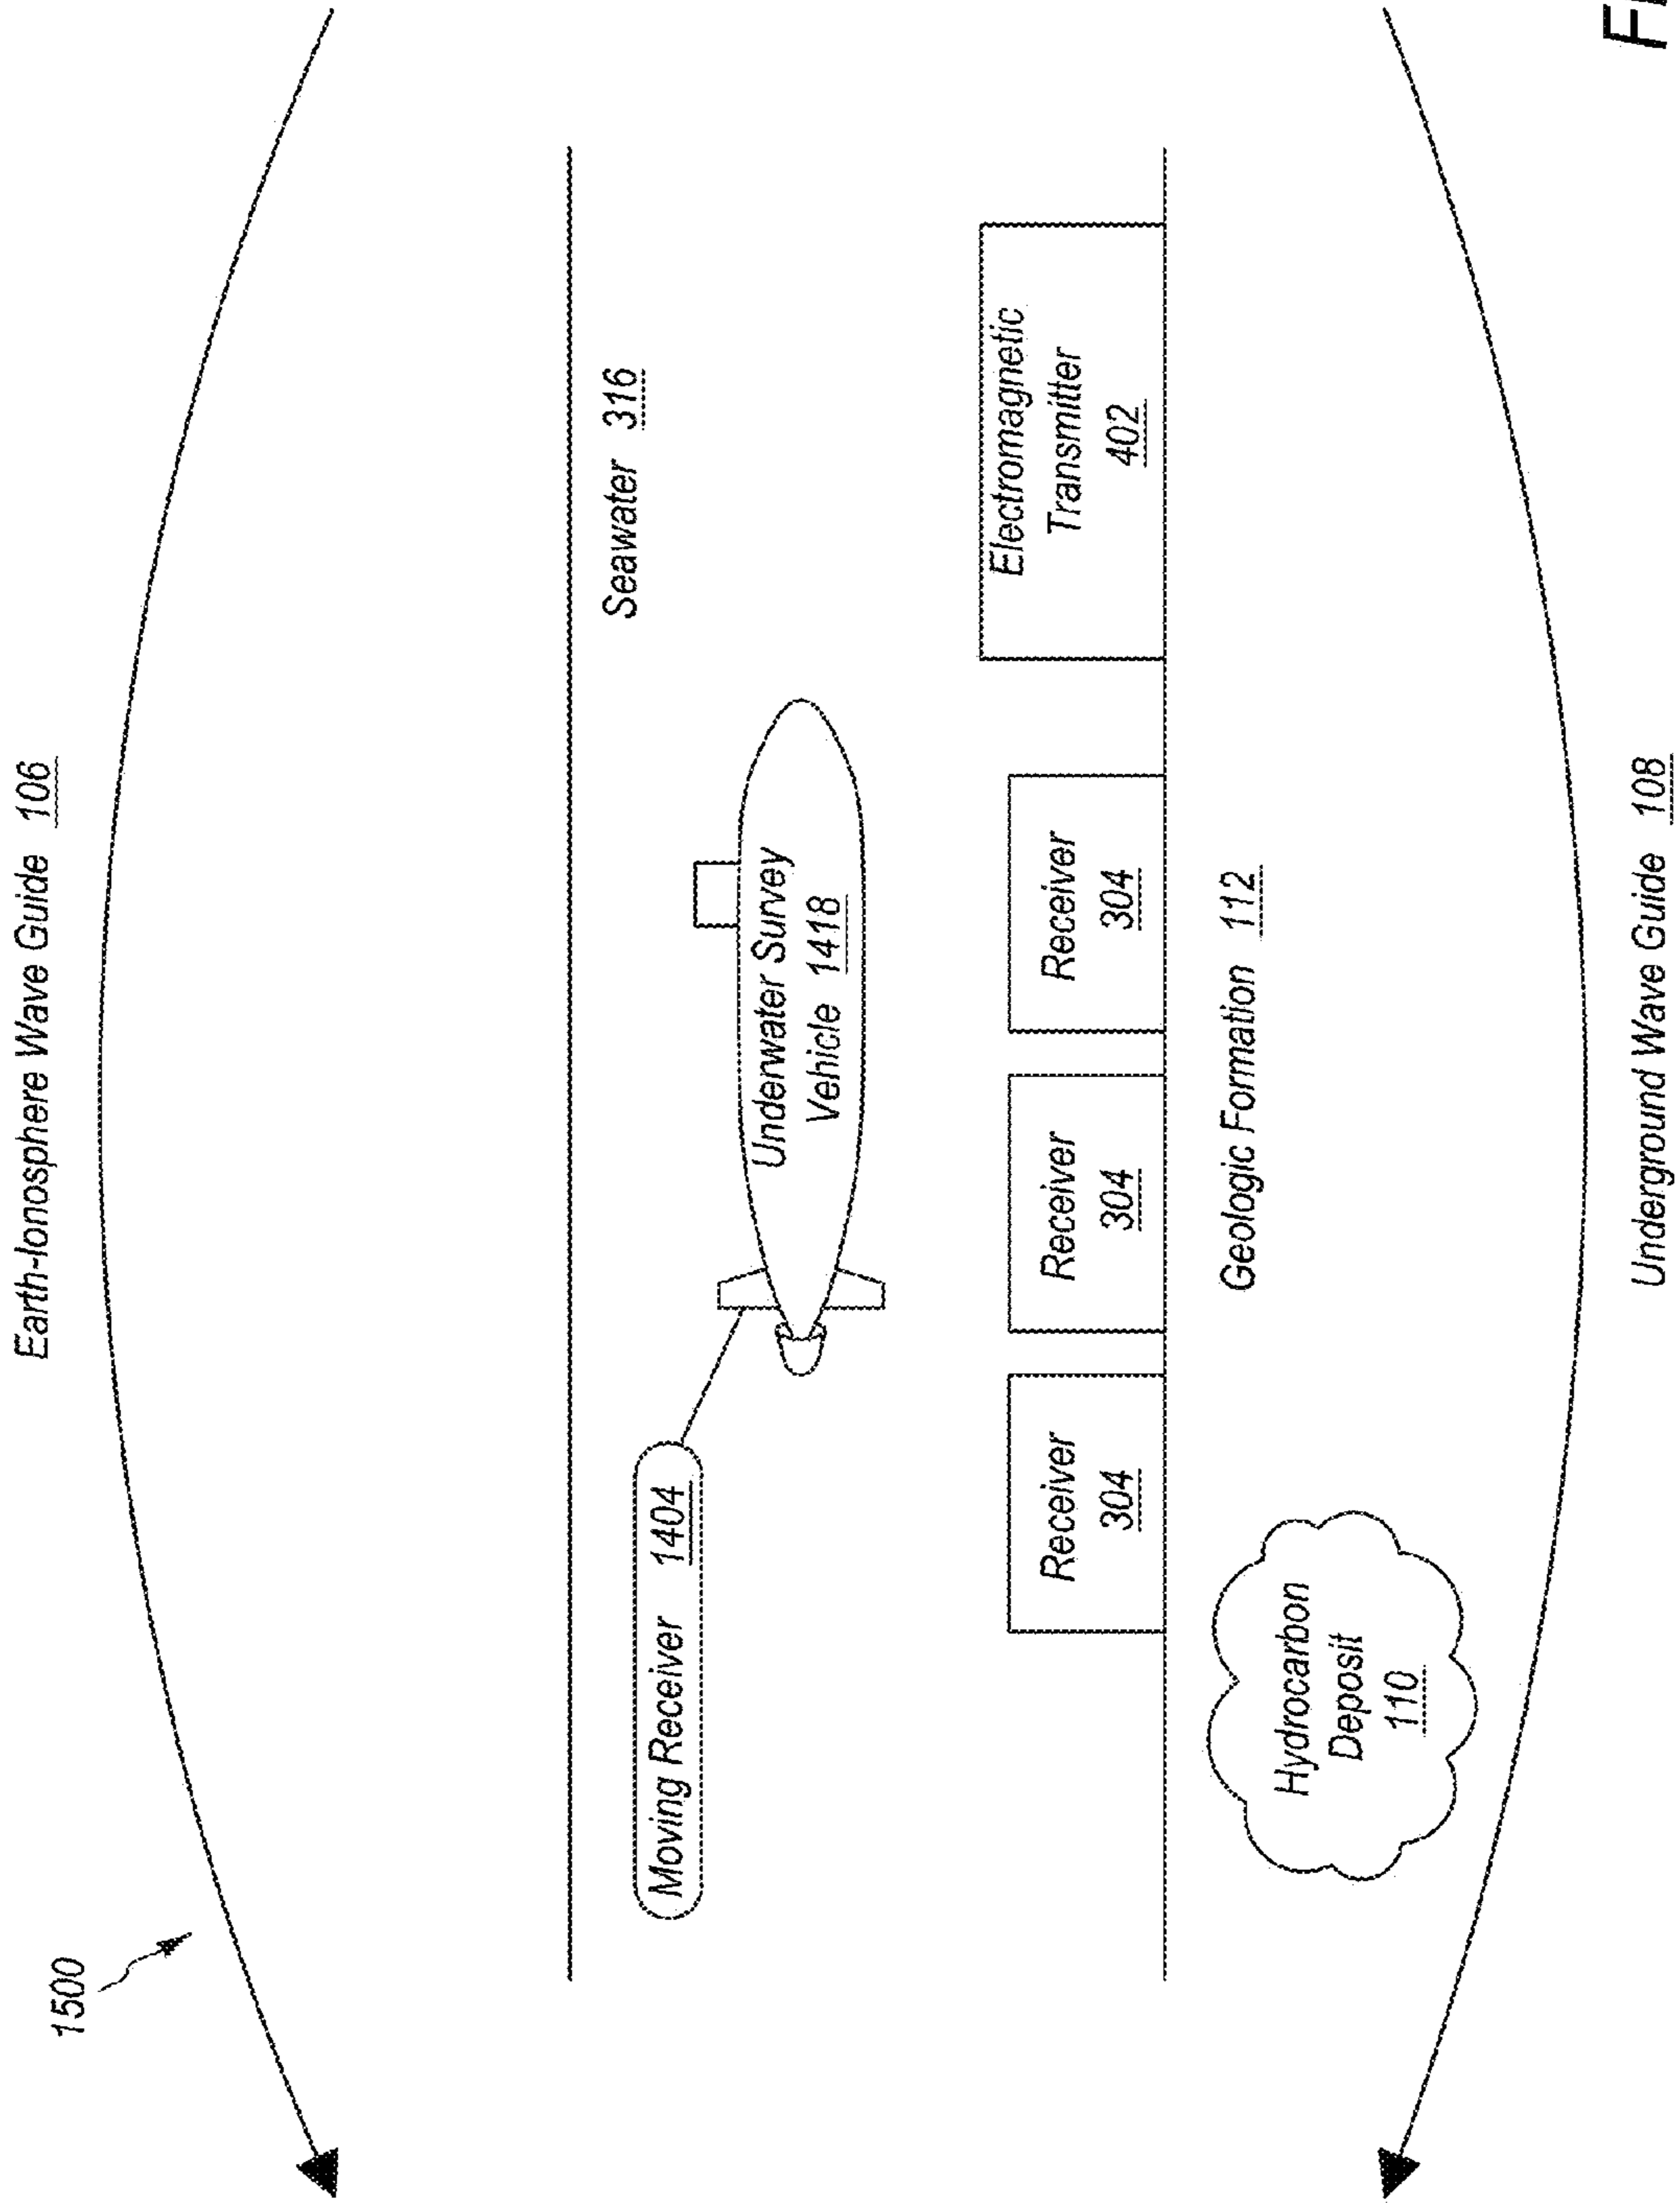 1500
Earth-Ionosphere Wave Guide 106
Seawater 316
Moving Receiver 1404
Underwater Survey
Vehicle 1418
Receiver
304
Receiver
304
Receiver
304
Electromagnetic
Transmitter
402
Geologic Formation 112
Hydrocarbon
Deposit
110
Underground Wave Guide 108